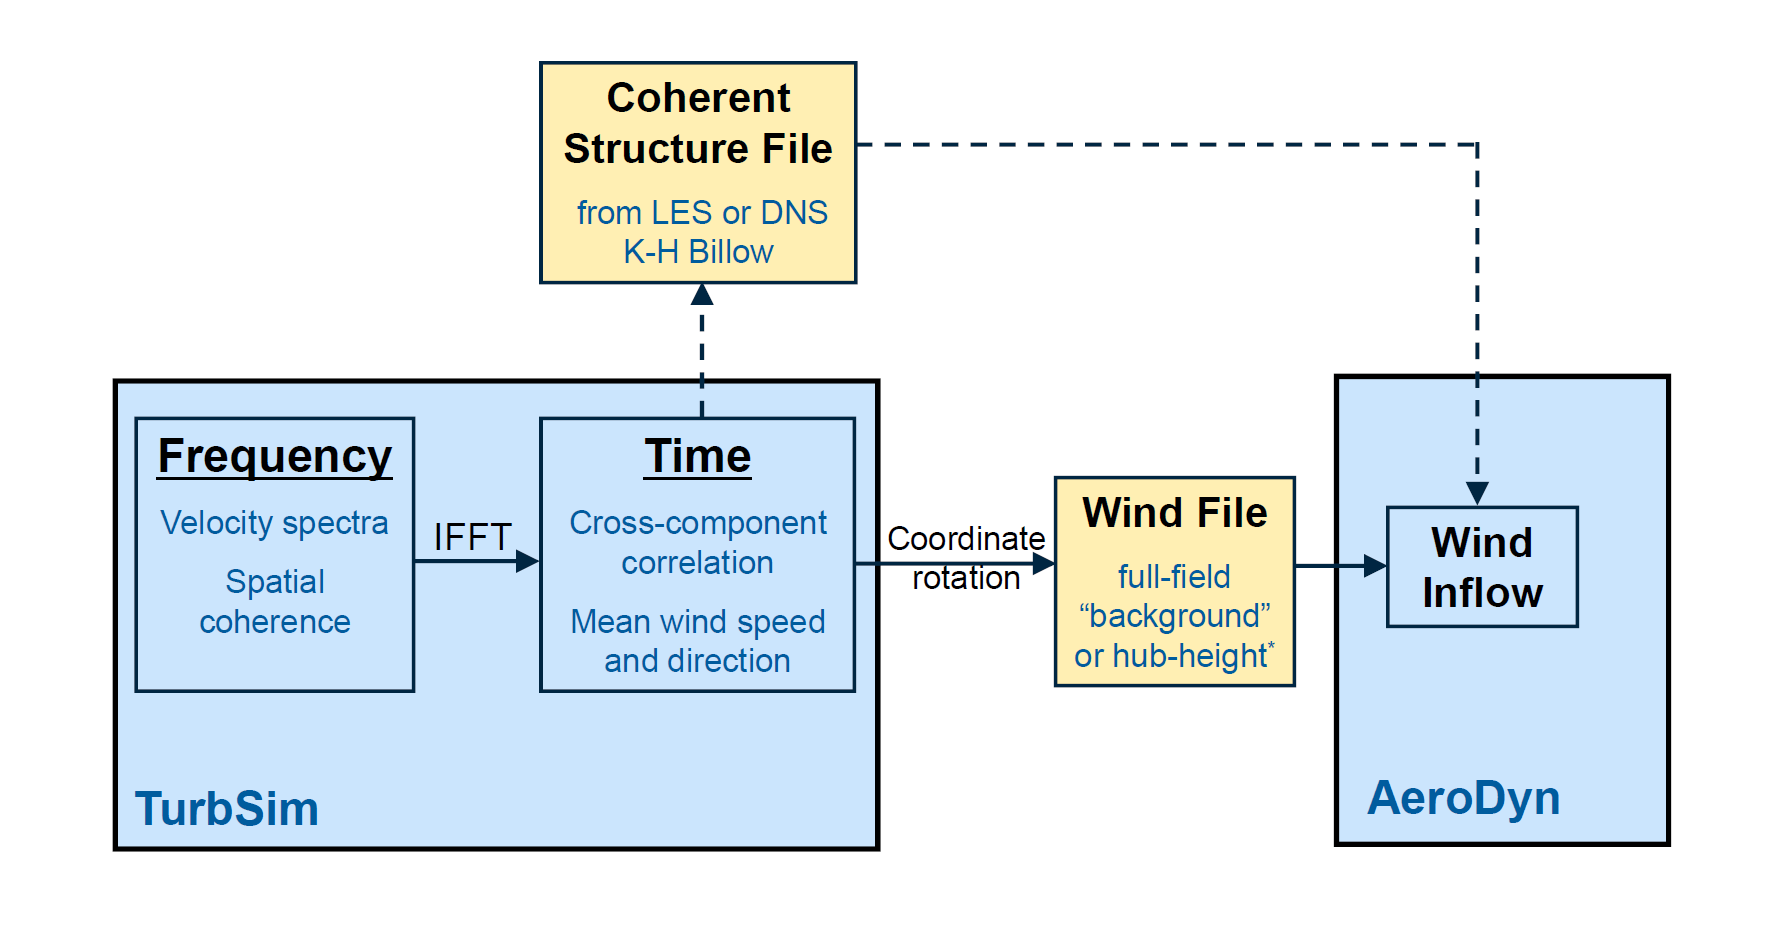 Coherent
Structure File
from LES or DNS
K-H Billow
Frequency
Velocity spectra
Spatial
coherence
IFFT
Time
Cross-component
correlation
Mean wind speed
and direction
Coordinate
rotation
Wind File
full-field
“background”
or hub-height*
Wind
Inflow
TurbSim
AeroDyn